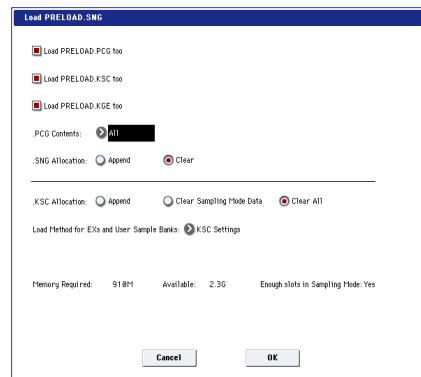 Load PRELOAD.SNG
Load PRELOAD.PCG too
Load PRELOAD.KSC too
Load PRELOAD.KGE too
.PCG Contents: All
.SNG Allocation: Append Clear
.KSC Allocation: Append Clear Sampling Mode Data Clear All
Load Method for EXs and User Sample Banks: KSC Settings
Memory Required: 910M Available: 2.3G Enough slots in Sampling Mode: Yes
Cancel OK